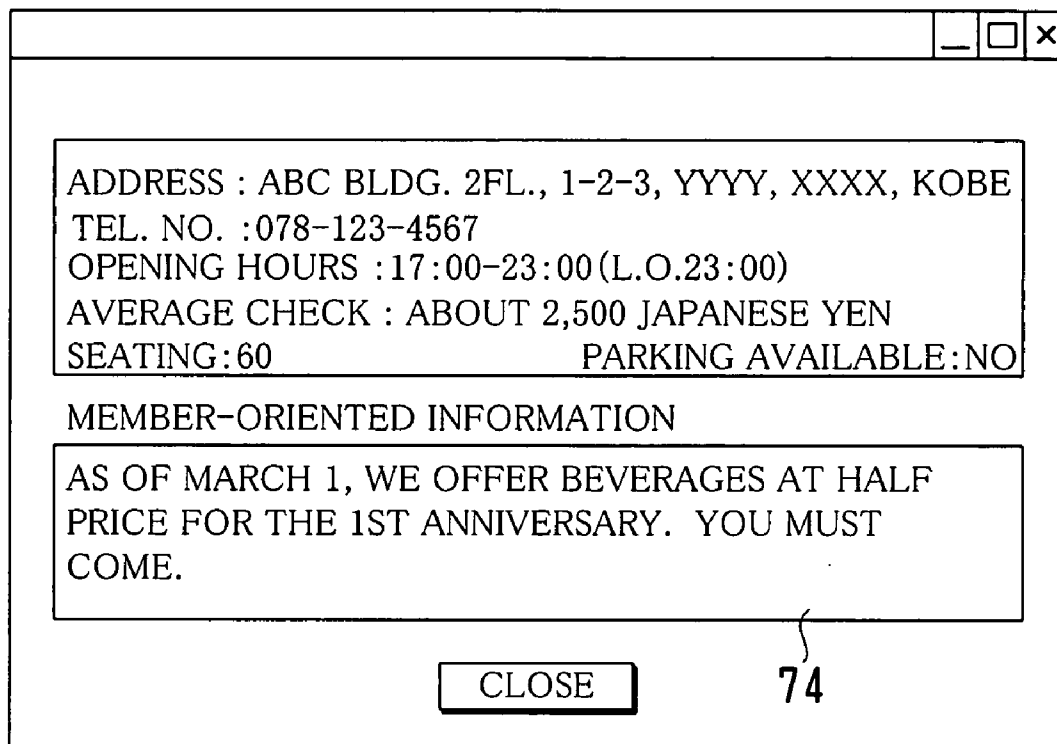 ADDRESS : ABC BLDG. 2FL., 1-2-3, YYYY, XXXX, KOBE
TEL. NO. :078-123-4567
OPENING HOURS :17:00-23:00(L.O.23:00)
AVERAGE CHECK : ABOUT 2,500 JAPANESE YEN
SEATING:60 PARKING AVAILABLE:NO
MEMBER-ORIENTED INFORMATION
AS OF MARCH 1, WE OFFER BEVERAGES AT HALF
PRICE FOR THE 1ST ANNIVERSARY. YOU MUST
COME.
CLOSE
74